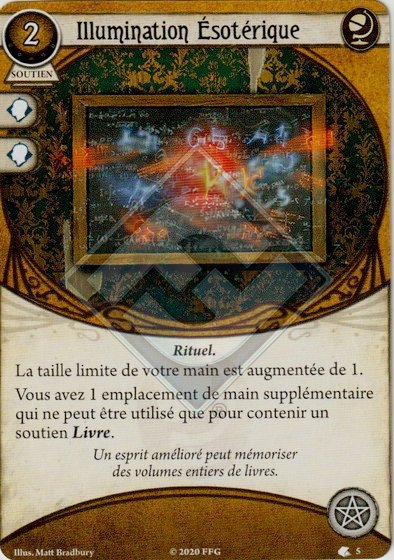 2
Illumination Ésotérique
SOUTIEN
Rituel.
La taille limite de votre main est augmentée de 1.
Vous avez 1 emplacement de main supplémentaire
qui ne peut être utilisé que pour contenir un
soutien Livre.
Un esprit amélioré peut mémoriser
des volumes entiers de livres.
Illus. Matt Bradbury
© 2020 FFG
5